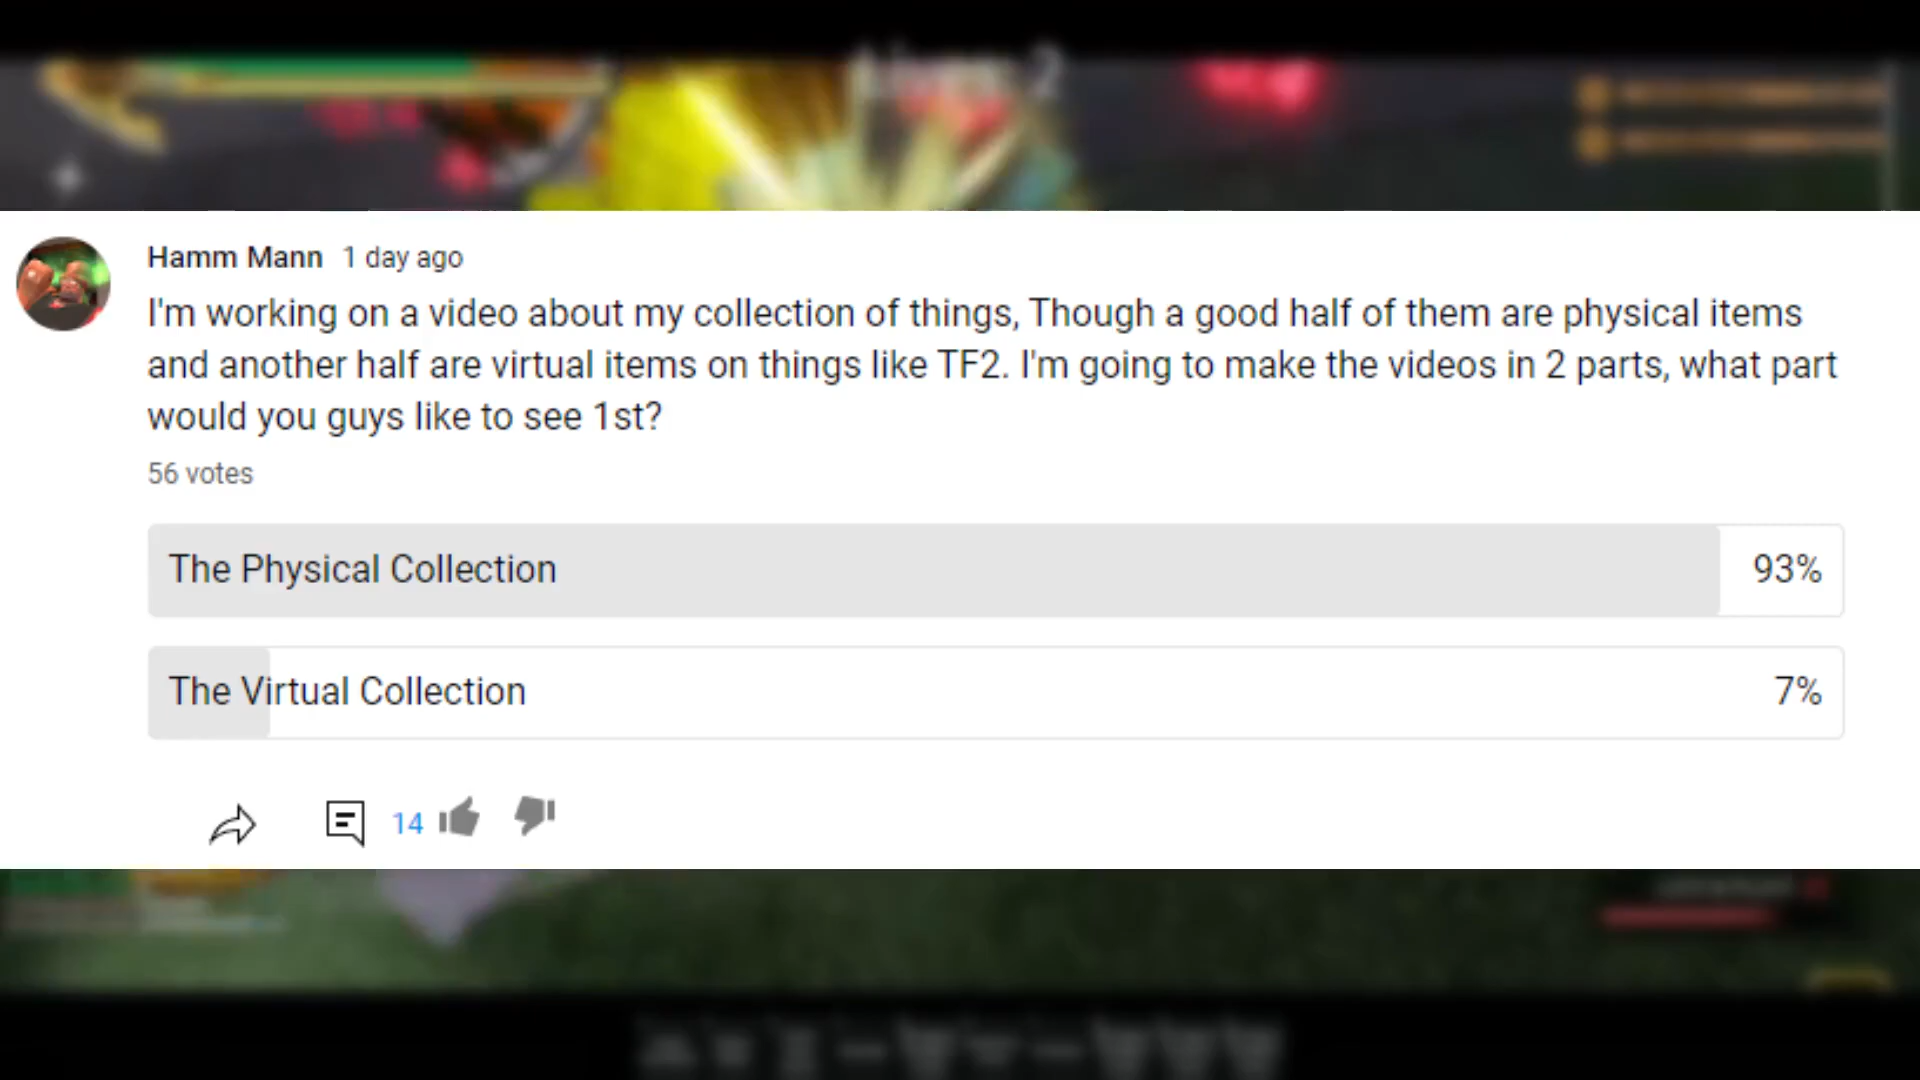 Hamm Mann 1 day ago
I'm working on a video about my collection of things, Though a good half of them are physical items
and another half are virtual items on things like TF2. I'm going to make the videos in 2 parts, what part
would you guys like to see 1st?
56 votes
The Physical Collection 93%
The Virtual Collection 7%
14